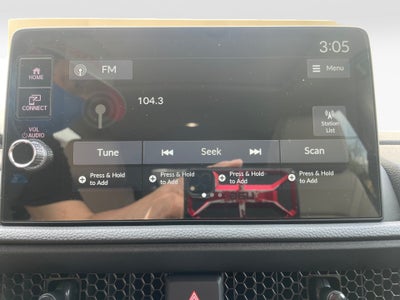 3:05
HOME
FM
Menu
CONNECT
104.3
VOL
AUDIO
Station
List
Tune
Seek
Scan
Press & Hold
to Add
Press & Hold
to Add
Press & Hold
to Add
Press & Hold
to Add